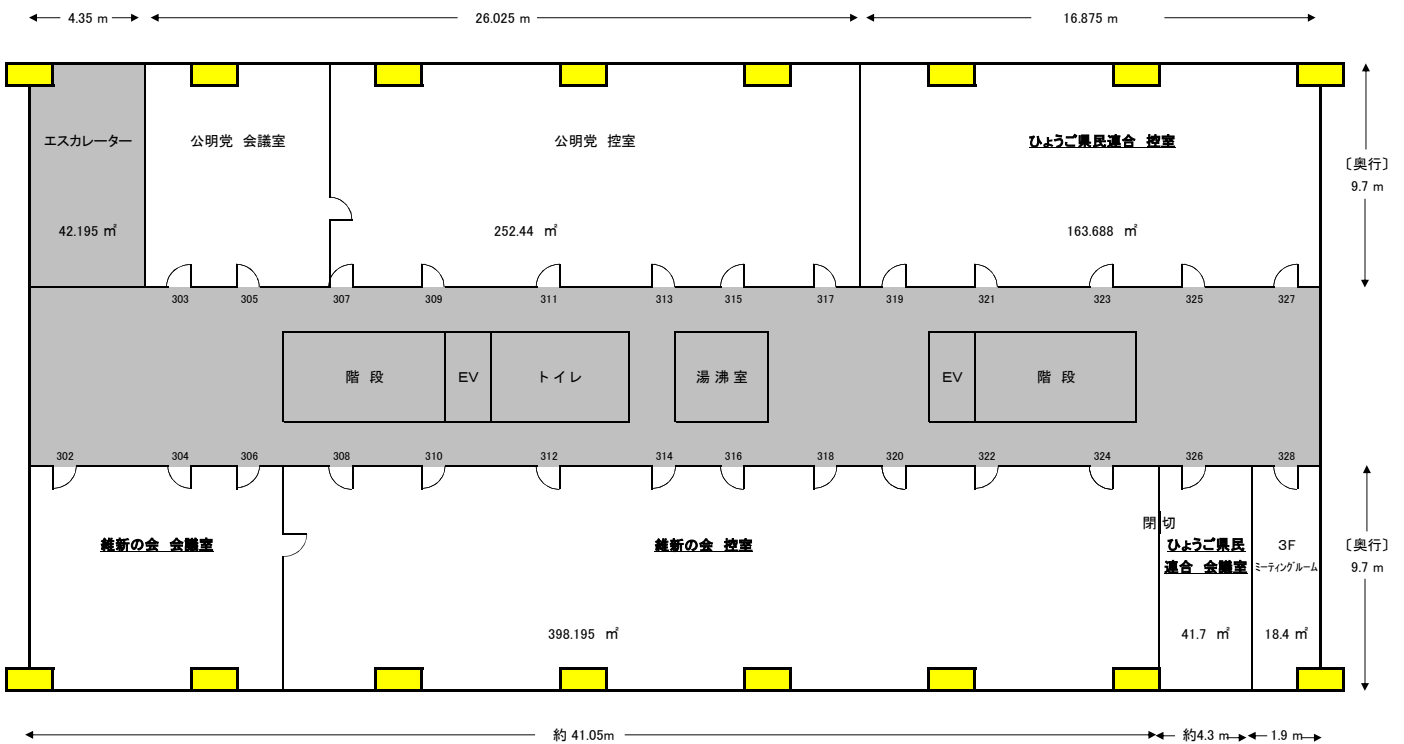 4.35 m
26.025 m
16.875 m
エスカレーター
公明党 会議室
公明党 控室
ひょうご県民連合 控室
〔奥行〕
9.7 m
42.195 ㎡
252.44 ㎡
163.688 ㎡
303
305
307
309
311
313
315
317
319
321
323
325
327
階 段
EV
トイレ
湯 沸 室
EV
階 段
302
304
306
308
310
312
314
316
318
320
322
324
326
328
閉切
維新の会 会議室
維新の会 控室
ひょうご県民
連合 会議室
3F
ミーティングルーム
〔奥行〕
9.7 m
398.195 ㎡
41.7 ㎡
18.4 ㎡
約 41.05m
約4.3 m
1.9 m